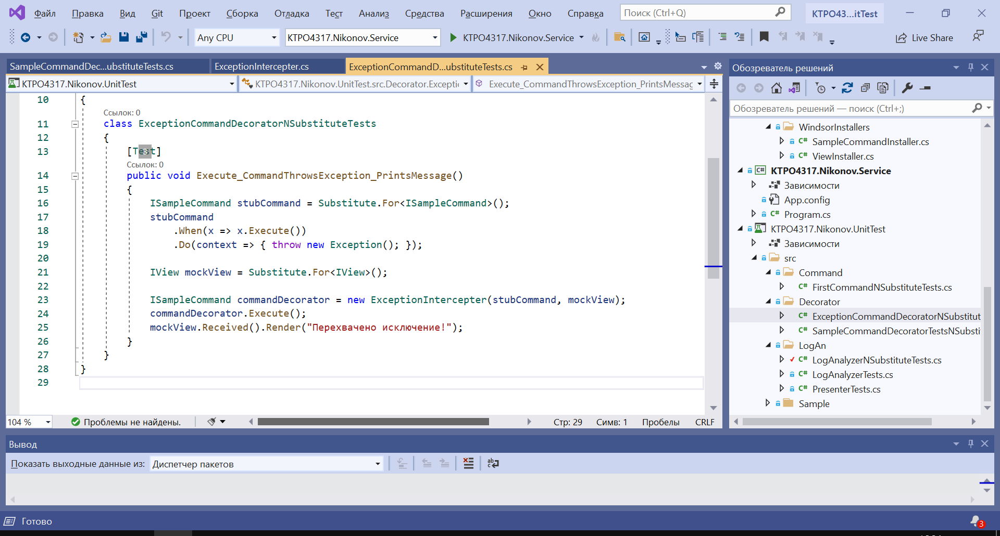 Файл Правка Вид Git Проект Сборка Отладка Тест Анализ Средства Расширения Окно Справка Поиск (Ctrl+Q) KTPO43...itTest
Any CPU KTPO4317.Nikonov.Service KTPO4317.Nikonov.Service Live Share
SampleCommandDec...ubstituteTests.cs ExceptionIntercepter.cs ExceptionCommandD...ubstituteTests.cs
KTPO4317.Nikonov.UnitTest KTPO4317.Nikonov.UnitTest.src.Decorator.Excepti Execute_CommandThrowsException_PrintsMessag
10 {
Ссылок: 0
11 class ExceptionCommandDecoratorNSubstituteTests
12 {
13 [Test]
Ссылок: 0
14 public void Execute_CommandThrowsException_PrintsMessage()
15 {
16 ISampleCommand stubCommand = Substitute.For<ISampleCommand>();
17 stubCommand
18 .When(x => x.Execute())
19 .Do(context => { throw new Exception(); });
20
21 IView mockView = Substitute.For<IView>();
22
23 ISampleCommand commandDecorator = new ExceptionIntercepter(stubCommand, mockView);
24 commandDecorator.Execute();
25 mockView.Received().Render("Перехвачено исключение!");
26 }
27 }
28 }
29
104 % Проблемы не найдены. Стр: 29 Симв: 1 Пробелы CRLF
Обозреватель решений
Обозреватель решений — поиск (Ctrl+;)
WindsorInstallers
C# SampleCommandInstaller.cs
C# ViewInstaller.cs
C# KTPO4317.Nikonov.Service
Зависимости
App.config
C# Program.cs
KTPO4317.Nikonov.UnitTest
Зависимости
src
Command
C# FirstCommandNSubstituteTests.cs
Decorator
C# ExceptionCommandDecoratorNSubstitut
C# SampleCommandDecoratorTestsNSubsti
LogAn
C# LogAnalyzerNSubstituteTests.cs
C# LogAnalyzerTests.cs
C# PresenterTests.cs
Sample
Вывод
Показать выходные данные из: Диспетчер пакетов
Готово 3